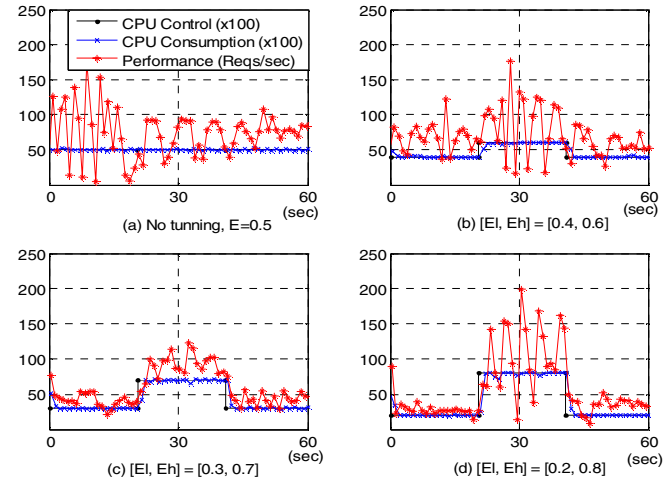 CPU Control (x100)
CPU Consumption (x100)
Performance (Reqs/sec)
250
200
150
100
50
0
30
60
(sec)
(a) No tunning, E=0.5
250
200
150
100
50
0
30
60
(sec)
(b) [El, Eh] = [0.4, 0.6]
250
200
150
100
50
0
30
60
(sec)
(c) [El, Eh] = [0.3, 0.7]
250
200
150
100
50
0
30
60
(sec)
(d) [El, Eh] = [0.2, 0.8]